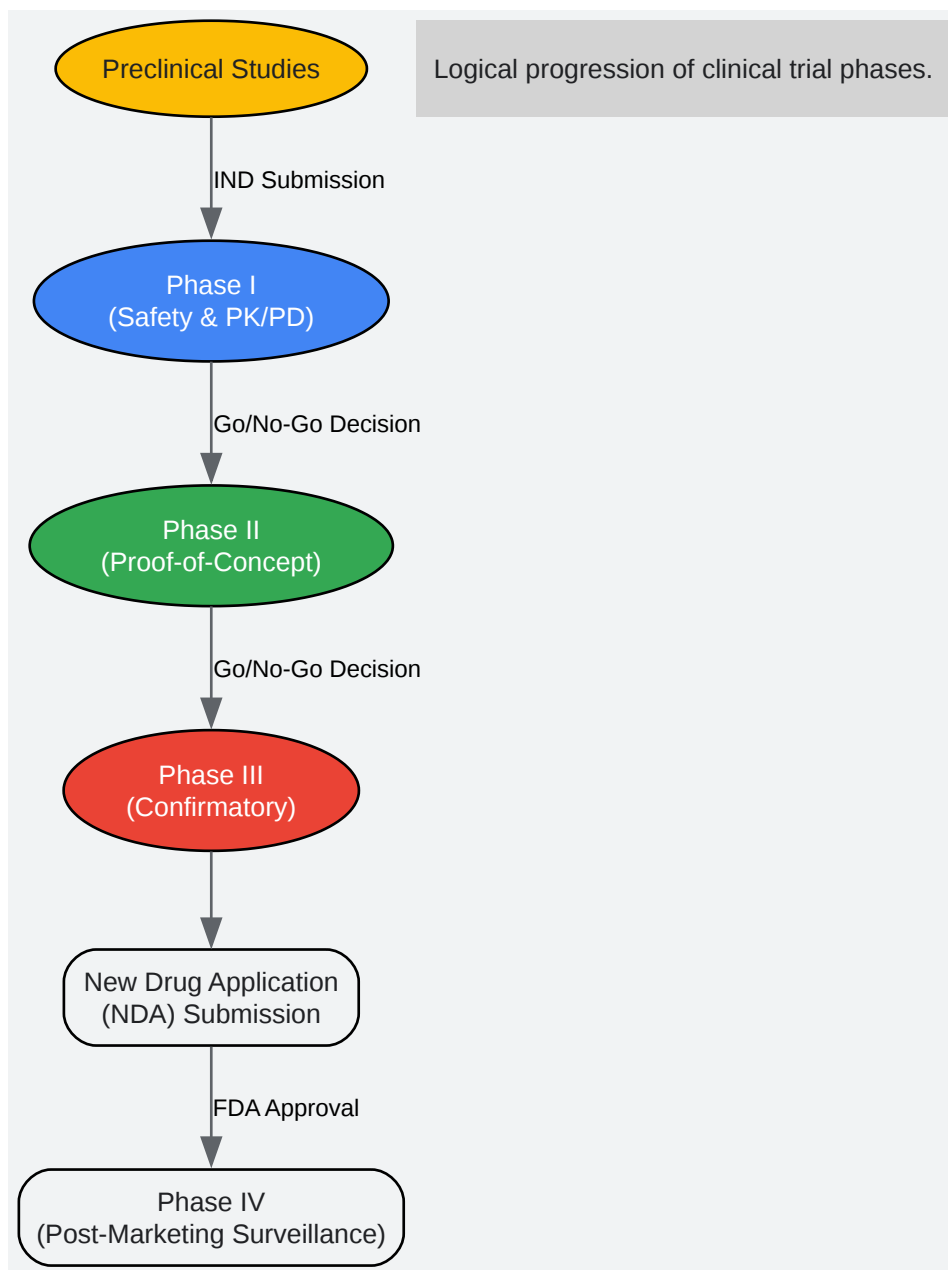 Preclinical Studies
Logical progression of clinical trial phases.
IND Submission
Phase I
(Safety & PK/PD)
Go/No-Go Decision
Phase II
(Proof-of-Concept)
Go/No-Go Decision
Phase III
(Confirmatory)
New Drug Application
(NDA) Submission
FDA Approval
Phase IV
(Post-Marketing Surveillance)